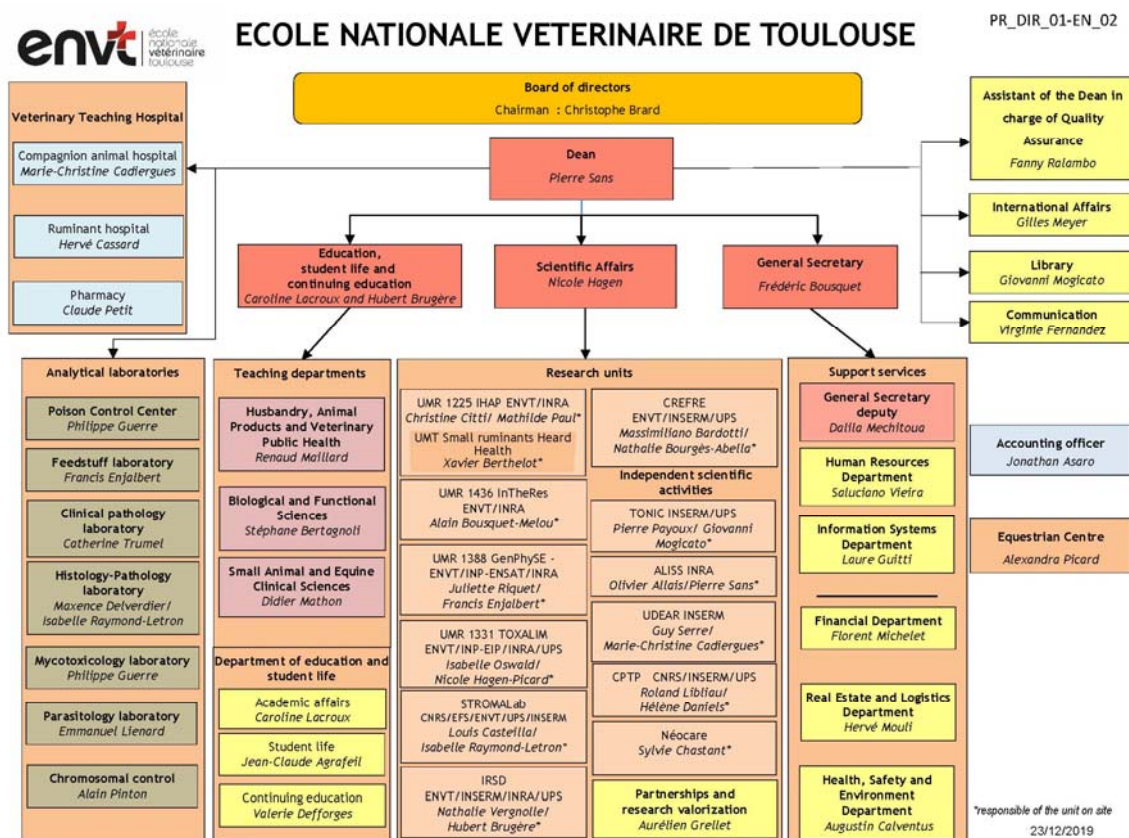 envt
école
nationale
vétérinaire
toulouse
ECOLE NATIONALE VETERINAIRE DE TOULOUSE
PR_DIR_01-EN_02
Board of directors
Chairman : Christophe Brard
Dean
Pierre Sans
Veterinary Teaching Hospital
Compagnion animal hospital
Marie-Christine Cadiergues
Ruminant hospital
Hervé Cassard
Pharmacy
Claude Petit
Assistant of the Dean in
charge of Quality
Assurance
Fanny Ralambo
International Affairs
Gilles Meyer
Library
Giovanni Mogicato
Communication
Virginie Fernandez
Education,
student life and
continuing education
Caroline Lacroux and Hubert Brugère
Scientific Affairs
Nicole Hagen
General Secretary
Frédéric Bousquet
Analytical laboratories
Poison Control Center
Philippe Guerre
Feedstuff laboratory
Francis Enjalbert
Clinical pathology
laboratory
Catherine Trumel
Histology-Pathology
laboratory
Maxence Delverdier/
Isabelle Raymond-Letron
Mycotoxicology laboratory
Philippe Guerre
Parasitology laboratory
Emmanuel Lienard
Chromosomal control
Alain Pinton
Teaching departments
Husbandry, Animal
Products and Veterinary
Public Health
Renaud Maillard
Biological and Functional
Sciences
Stéphane Bertagnoli
Small Animal and Equine
Clinical Sciences
Didier Mathon
Department of education and
student life
Academic affairs
Caroline Lacroux
Student life
Jean-Claude Agrafeil
Continuing education
Valerie Defforges
Research units
UMR 1225 IHAP ENVT/INRA
Christine Citti/ Mathilde Paul*
UMT Small ruminants Heard
Health
Xavier Berthelot*
UMR 1436 InTheRes
ENVT/INRA
Alain Bousquet-Melou*
UMR 1388 GenPhySE -
ENVT/INP-ENSAT/INRA
Juliette Riquet/
Francis Enjalbert*
UMR 1331 TOXALIM
ENVT/INP-EIP/INRA/UPS
Isabelle Oswald/
Nicole Hagen-Picard*
STROMALab
CNRS/EFS/ENVT/UPS/INSERM
Louis Casteilla/
Isabelle Raymond-Letron*
IRSD
ENVT/INSERM/INRA/UPS
Nathalie Vergnolle/
Hubert Brugère*
CREFRE
ENVT/INSERM/UPS
Massimiliano Bardotti/
Nathalie Bourgès-Abella*
Independent scientific
activities
TONIC INSERM/UPS
Pierre Payoux/ Giovanni
Mogicato*
ALISS INRA
Olivier Allais/Pierre Sans*
UDEAR INSERM
Guy Serre/
Marie-Christine Cadiergues*
CPTP CNRS/INSERM/UPS
Roland Libliau/
Hélène Daniels*
Néocare
Sylvie Chastant*
Partnerships and
research valorization
Aurélien Grellet
Support services
General Secretary
deputy
Dalila Mechitoua
Human Resources
Department
Saluciano Vieira
Information Systems
Department
Laure Guitti
Financial Department
Florent Michelet
Real Estate and Logistics
Department
Hervé Mouli
Health, Safety and
Environment
Department
Augustin Calventus
Accounting officer
Jonathan Asaro
Equestrian Centre
Alexandra Picard
*responsible of the unit on site
23/12/2019